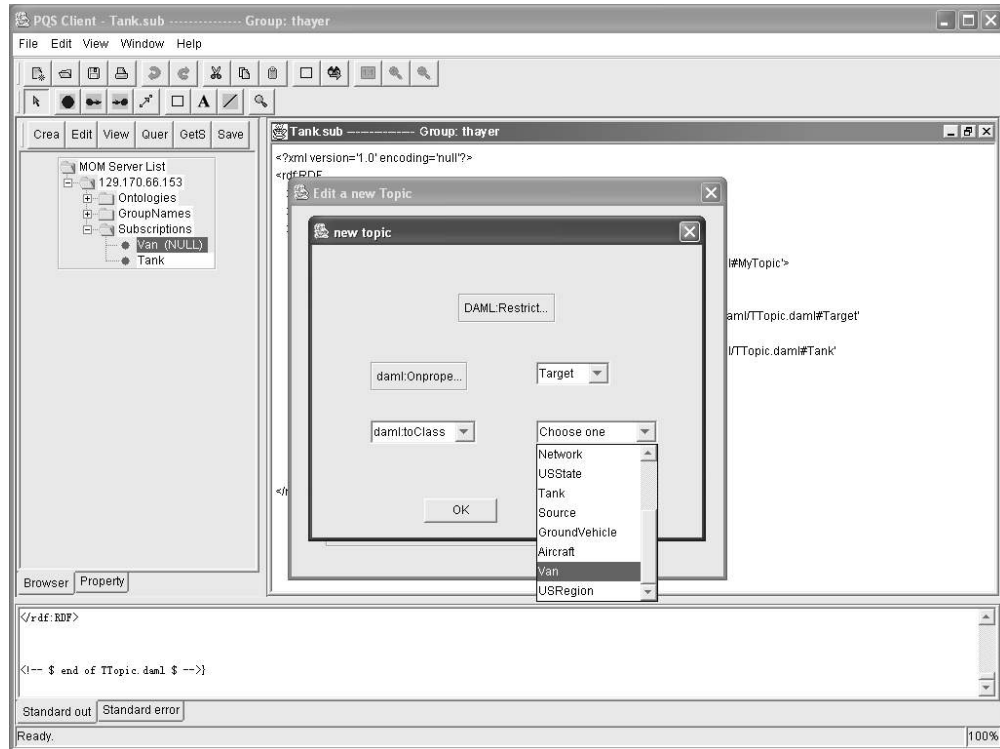 PQS Client - Tank.sub --------------- Group: thayer
File Edit View Window Help
Crea Edit View Quer GetS Save
MOM Server List
129.170.66.153
Ontologies
GroupNames
Subscriptions
Van (NULL)
Tank
Browser Property
Tank.sub --------------- Group: thayer
<?xml version='1.0' encoding='null'?>
<rdf:RDF
l#MyTopic'>
aml/TTopic.daml#Target'
l/TTopic.daml#Tank'
</r
Edit a new Topic
new topic
DAML:Restrict...
daml:Onprope...
Target
daml:toClass
Choose one
Network
USState
Tank
Source
GroundVehicle
Aircraft
Van
USRegion
OK
</rdf:RDF>
<!-- $ end of TTopic.daml $ -->}
Standard out Standard error
Ready.
100%